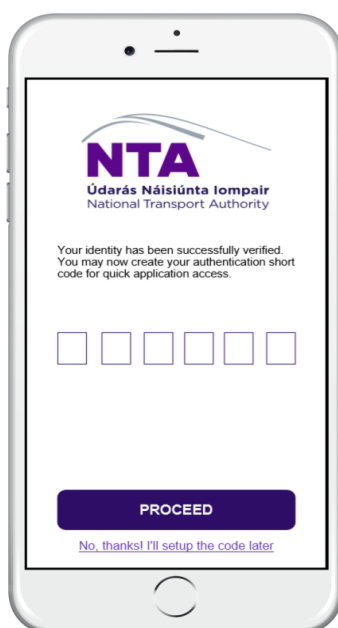 NTA
Údarás Náisiúnta Iompair
National Transport Authority
Your identity has been successfully verified.
You may now create your authentication short
code for quick application access.
PROCEED
No, thanks! I'll setup the code later